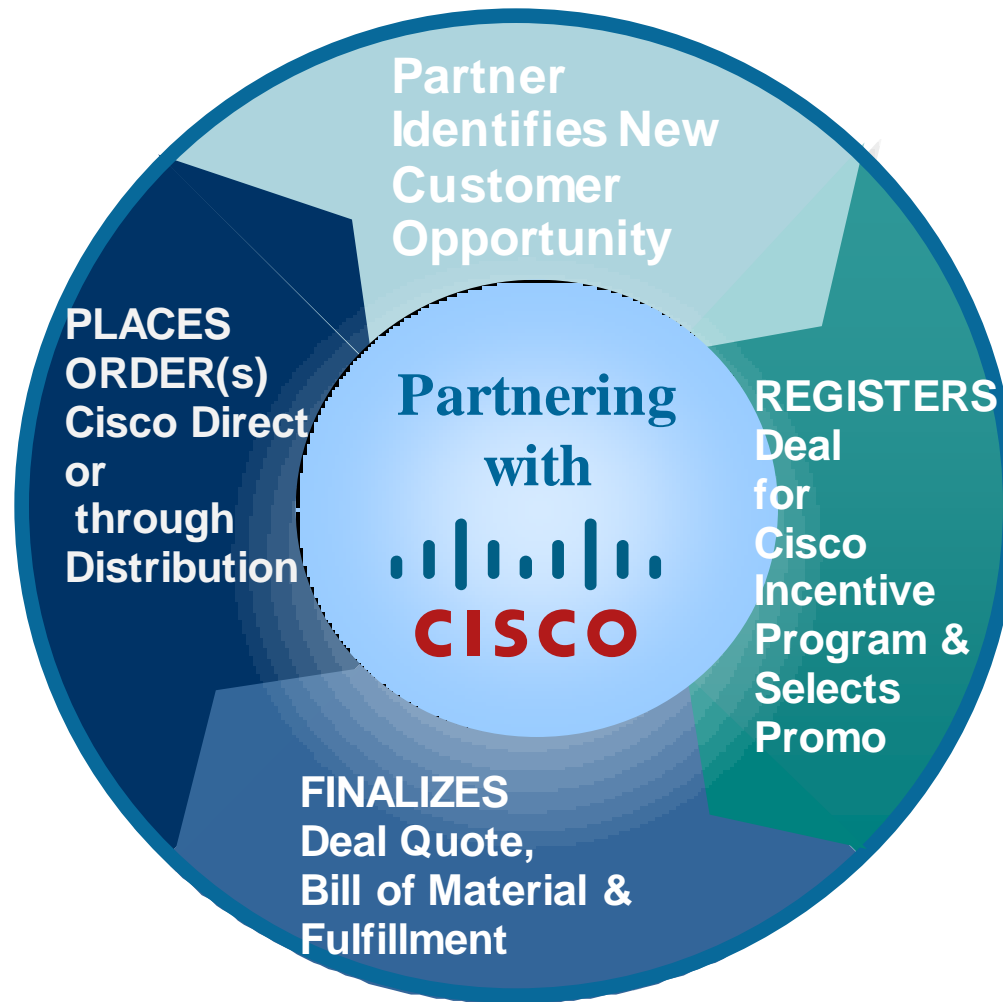 Partner
Identifies New
Customer
Opportunity
REGISTERS
Deal
for
Cisco
Incentive
Program &
Selects
Promo
FINALIZES
Deal Quote,
Bill of Material &
Fulfillment
PLACES
ORDER(s)
Cisco Direct
or
through
Distribution
Partnering
with
CISCO